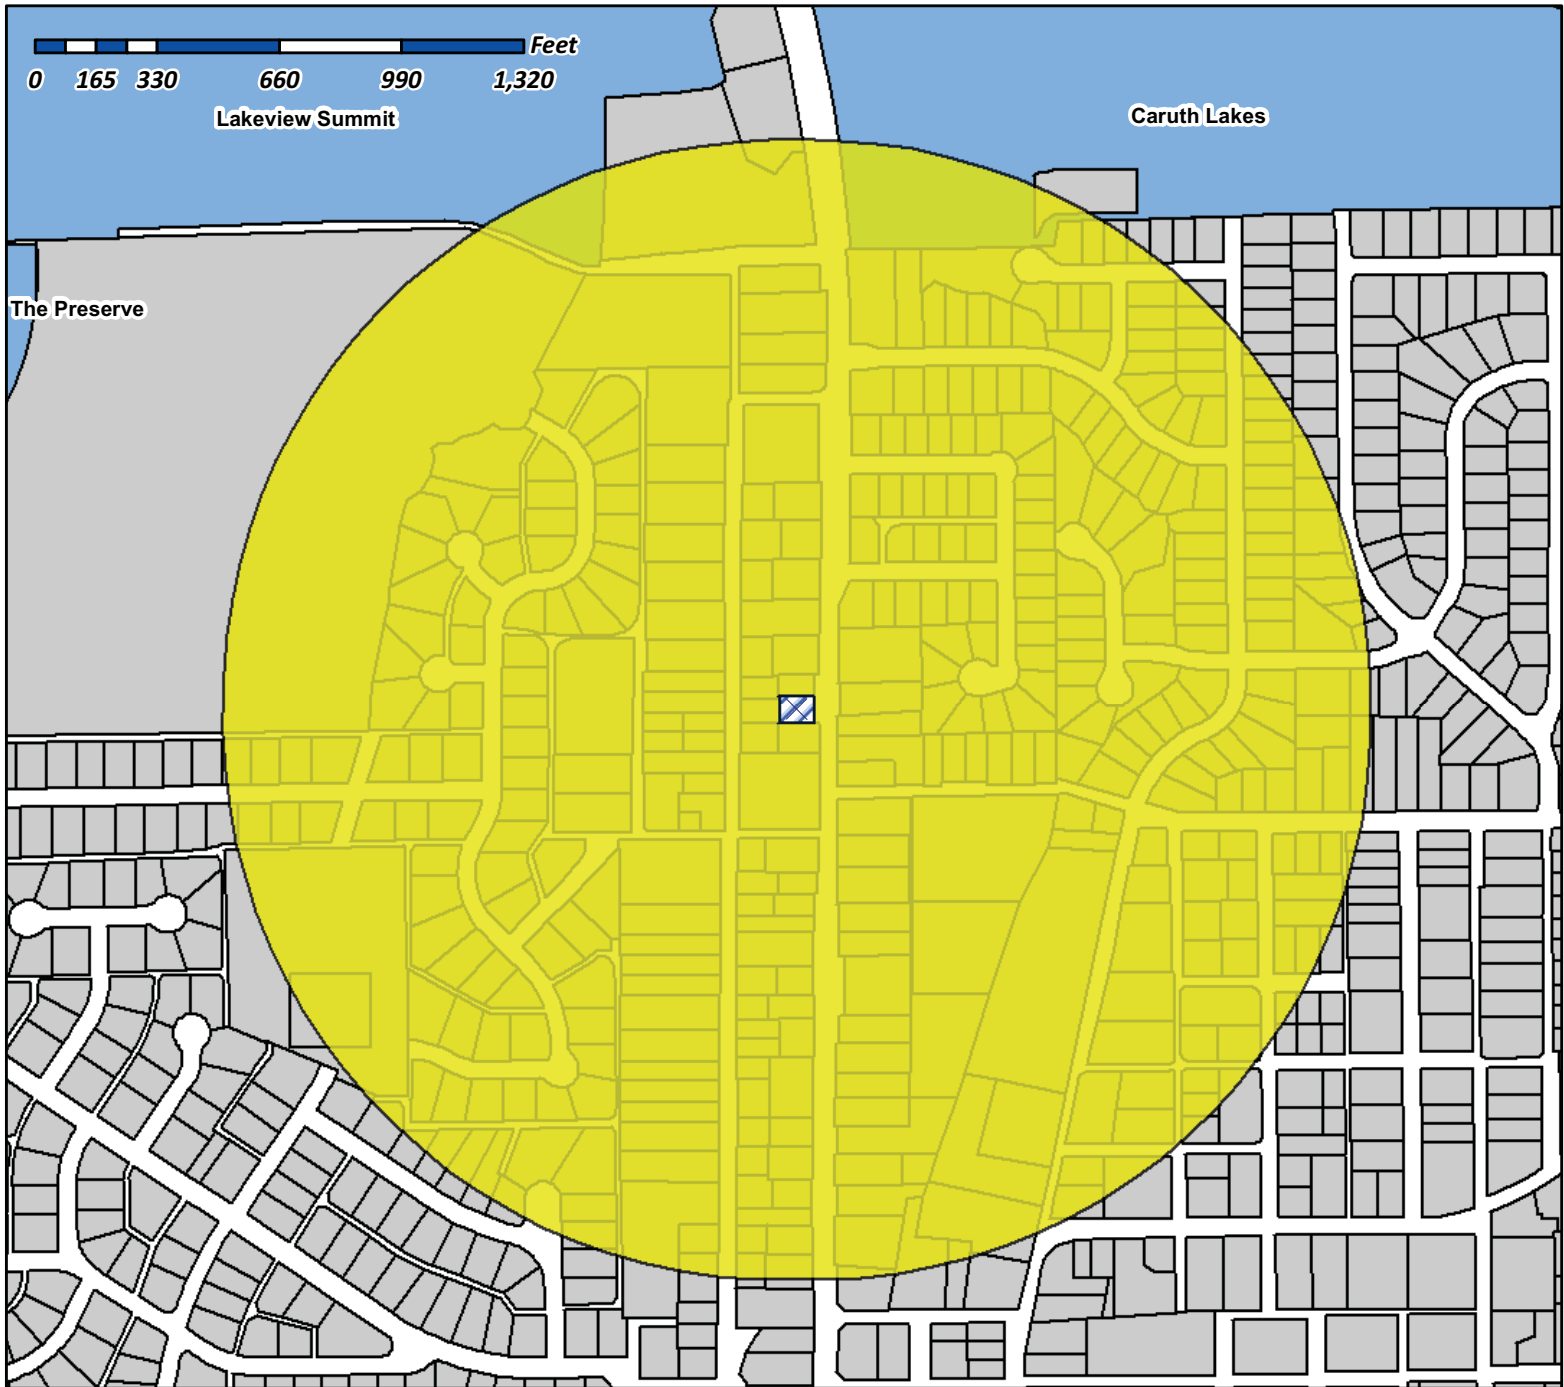 Feet
0 165 330 660 990 1,320
Lakeview Summit
Caruth Lakes
The Preserve